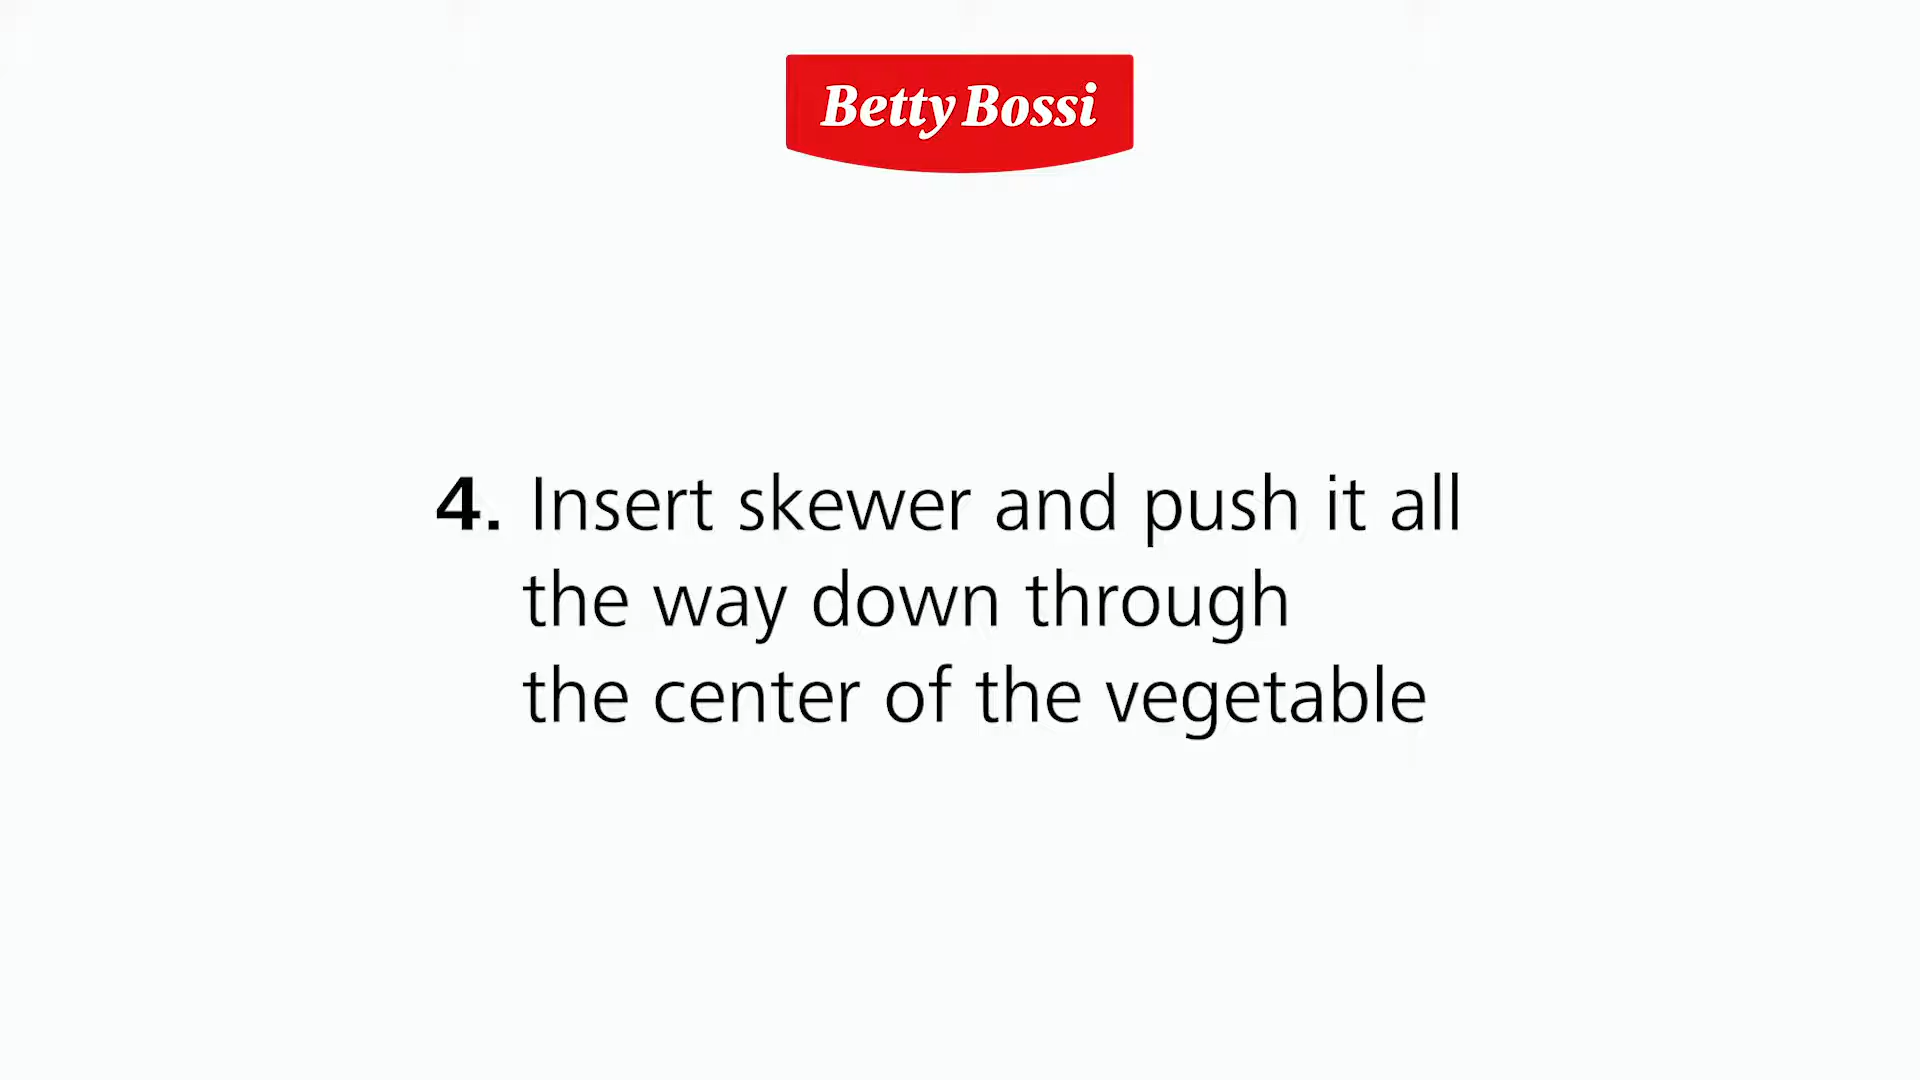 Betty Bossi
4. Insert skewer and push it all
the way down through
the center of the vegetable